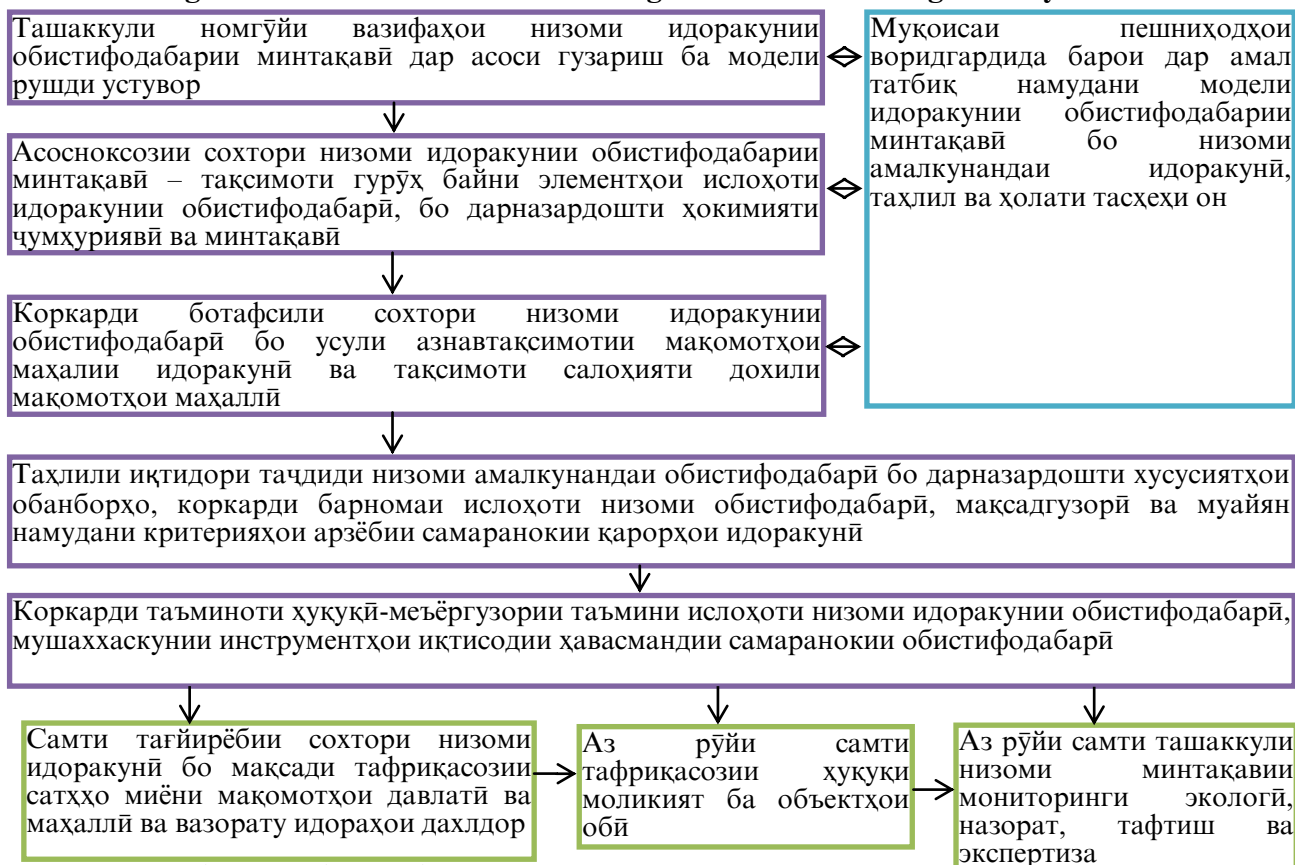 Ташаккули номгӯйи вазифаҳои низоми идоракунии
обистифодабарии минтақавӣ дар асоси гузариш ба модели
рушди устувор
Муқоисаи пешниҳодҳои
воридгардида барои дар амал
татбиқ намудани модели
идоракунии обистифодабарии
минтақавӣ бо низоми
амалкунандаи идоракунӣ,
таҳлил ва ҳолати тасҳеҳи он
Асосноксозии сохтори низоми идоракунии обистифодабарии
минтақавӣ – тақсимоти гурӯҳ байни элементҳои ислоҳоти
идоракунии обистифодабарӣ, бо дарназардошти ҳокимияти
ҷумҳуриявӣ ва минтақавӣ
Коркарди ботафсили сохтори низоми идоракунии
обистифодабарӣ бо усули азнавтақсимотии мақомотҳои
маҳалии идоракунӣ ва тақсимоти салоҳияти дохили
мақомотҳои маҳаллӣ
Таҳлили иқтидори таҷдиди низоми амалкунандаи обистифодабарӣ бо дарназардошти хусусиятҳои
обанборҳо, коркарди барномаи ислоҳоти низоми обистифодабарӣ, мақсадгузорӣ ва муайян
намудани критерияҳои арзёбии самаранокии қарорҳои идоракунӣ
Коркарди таъминоти ҳуқуқӣ-меъёргузории таъмини ислоҳоти низоми идоракунии обистифодабарӣ,
мушаххаскунии инструментҳои иқтисодии ҳавасмандии самаранокии обистифодабарӣ
Самти тағйирёбии сохтори низоми
идоракунӣ бо мақсади тафриқасозии
сатҳҳо миёни мақомотҳои давлатӣ ва
маҳаллӣ ва вазорату идораҳои дахлдор
Аз рӯйи самти
тафриқасозии ҳуқуқи
моликият ба объектҳои
обӣ
Аз рӯйи самти ташаккули
низоми минтақавии
мониторинги экологӣ,
назорат, тафтиш ва
экспертиза